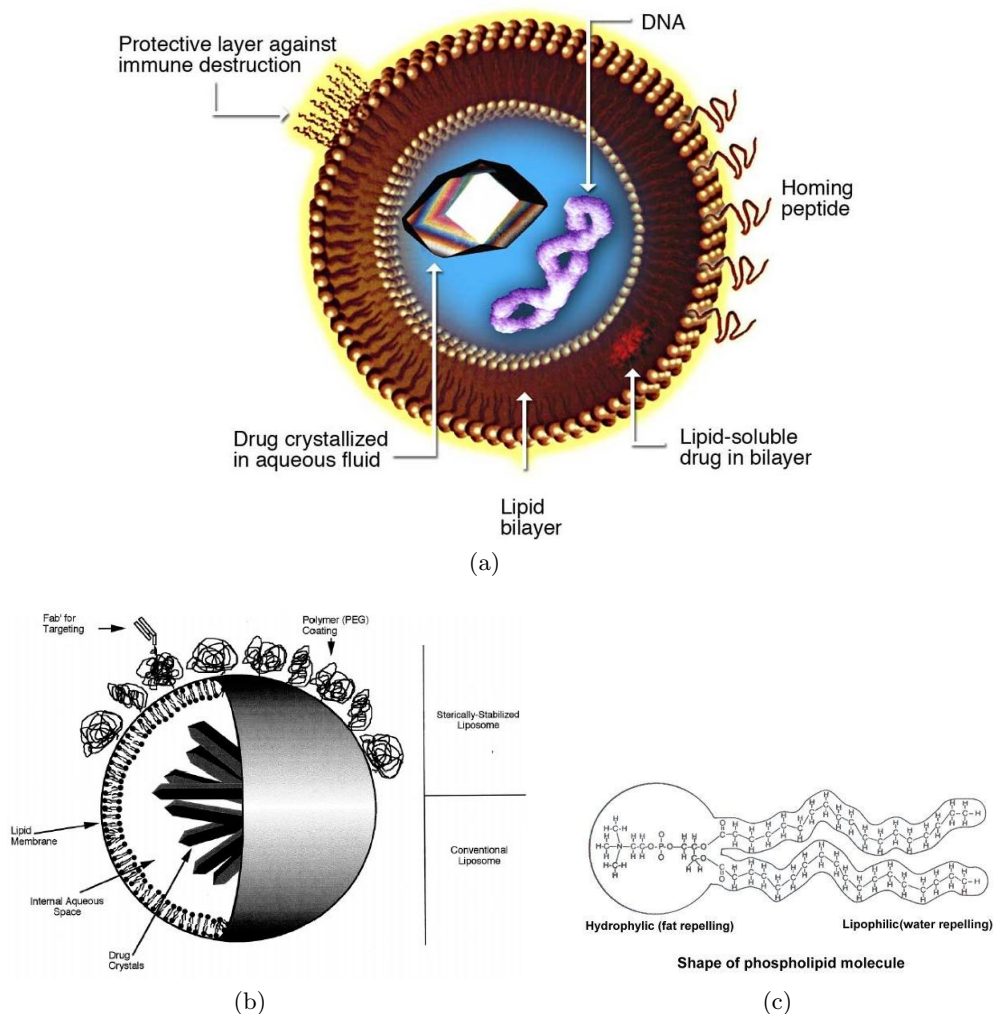 DNA
Protective layer against
immune destruction
Homing
peptide
Drug crystallized
in aqueous fluid
Lipid-soluble
drug in bilayer
Lipid
bilayer
(a)
Fab' for
Targeting
Polymer (PEG)
Coating
Sterically-Stabilized
Liposome
Lipid
Membrane
Conventional
Liposome
Internal Aqueous
Space
Drug
Crystals
(b)
Hydrophylic (fat repelling)
Lipophilic(water repelling)
Shape of phospholipid molecule
(c)